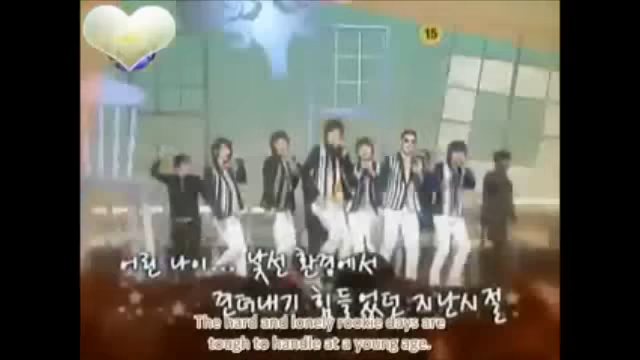 15
어린 나이... 낯선 환경에서
견뎌내기 힘들었던 지난시절
The hard and lonely rookie days are
tough to handle at a young age.